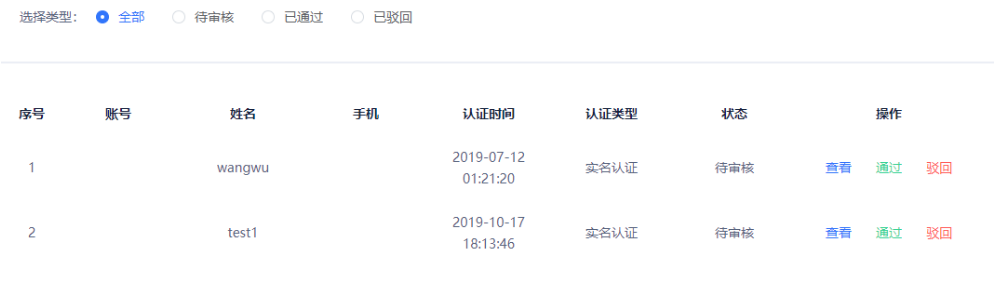 选择类型： 全部 待审核 已通过 已驳回
序号 账号 姓名 手机 认证时间 认证类型 状态 操作
1 wangwu 2019-07-12 01:21:20 实名认证 待审核 查看 通过 驳回
2 test1 2019-10-17 18:13:46 实名认证 待审核 查看 通过 驳回